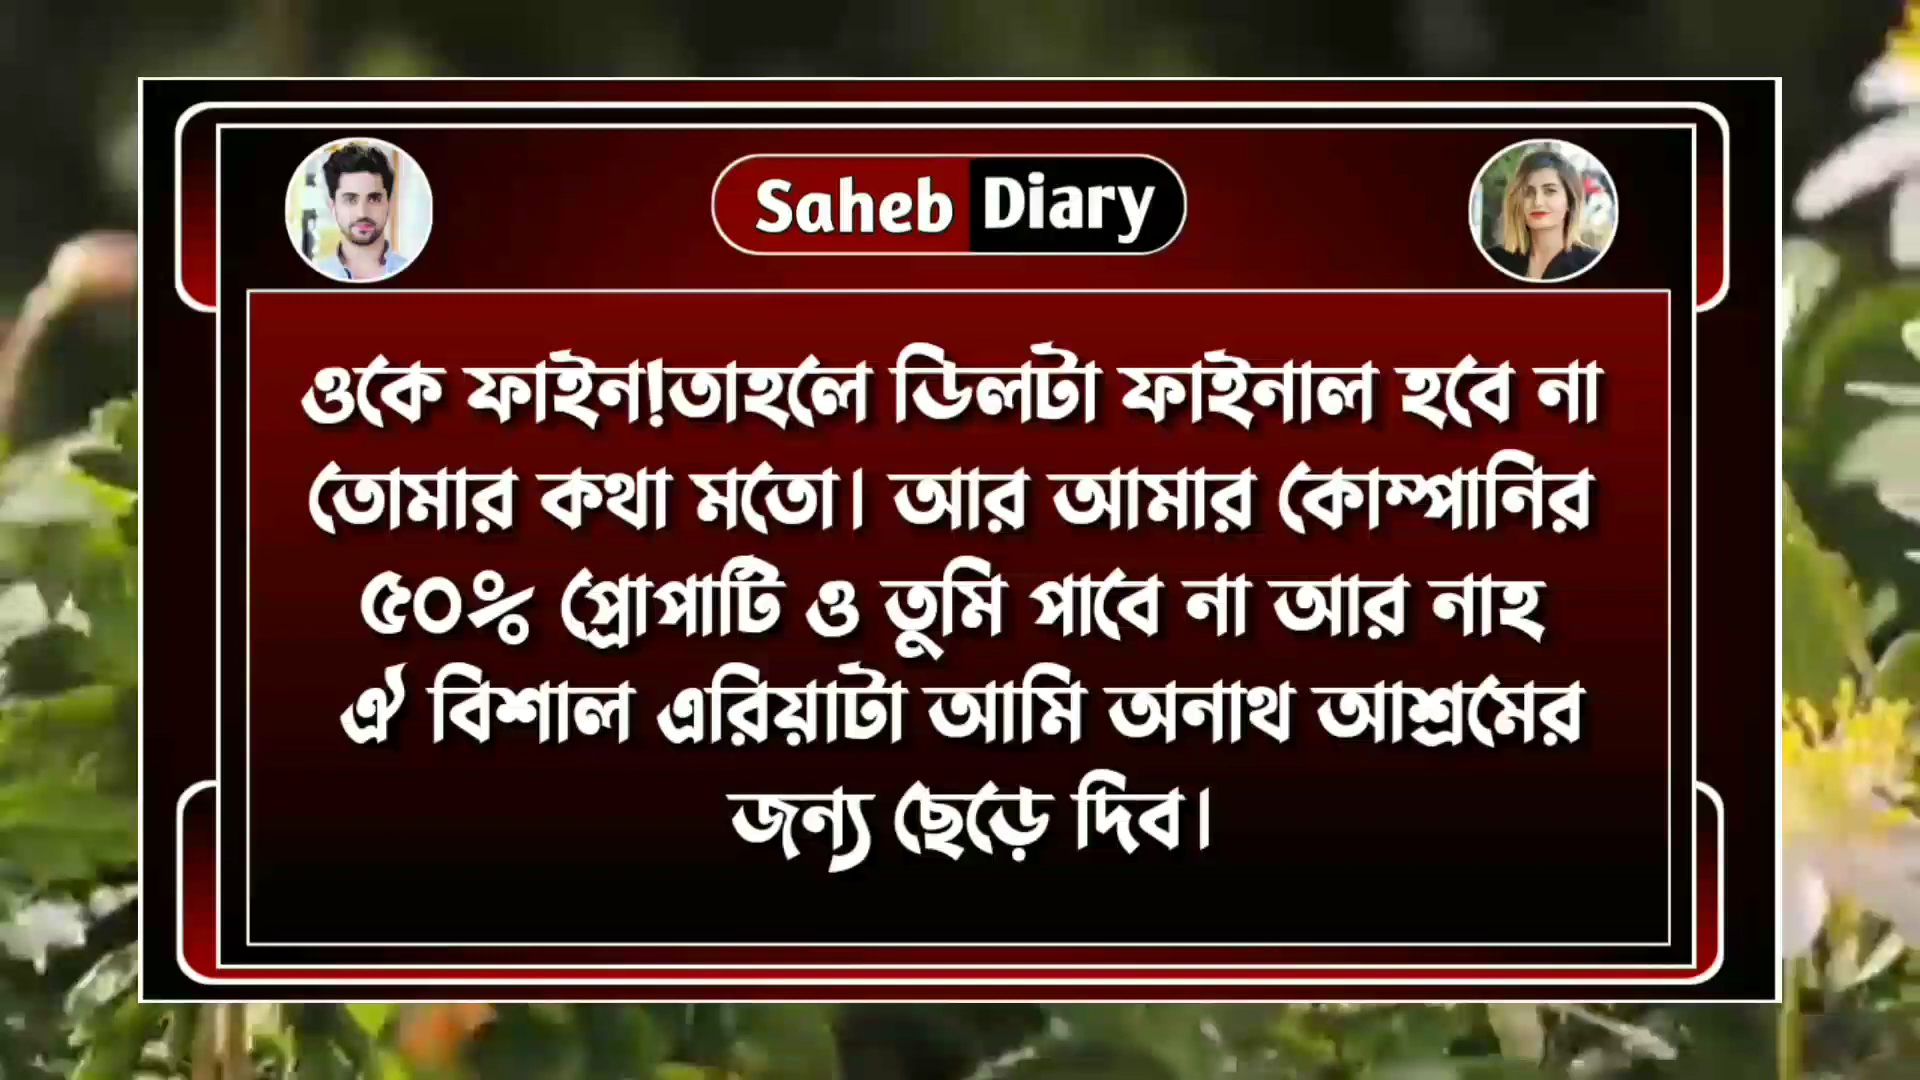 Saheb Diary
ওকে ফাইন!তাহলে ডিলটা ফাইনাল হবে না
তোমার কথা মতো। আর আমার কোম্পানির
৫০% প্রোপার্টি ও তুমি পাবে না আর নাহ
ঐ বিশাল এরিয়াটা আমি অনাথ আশ্রমের
জন্য ছেড়ে দিব।